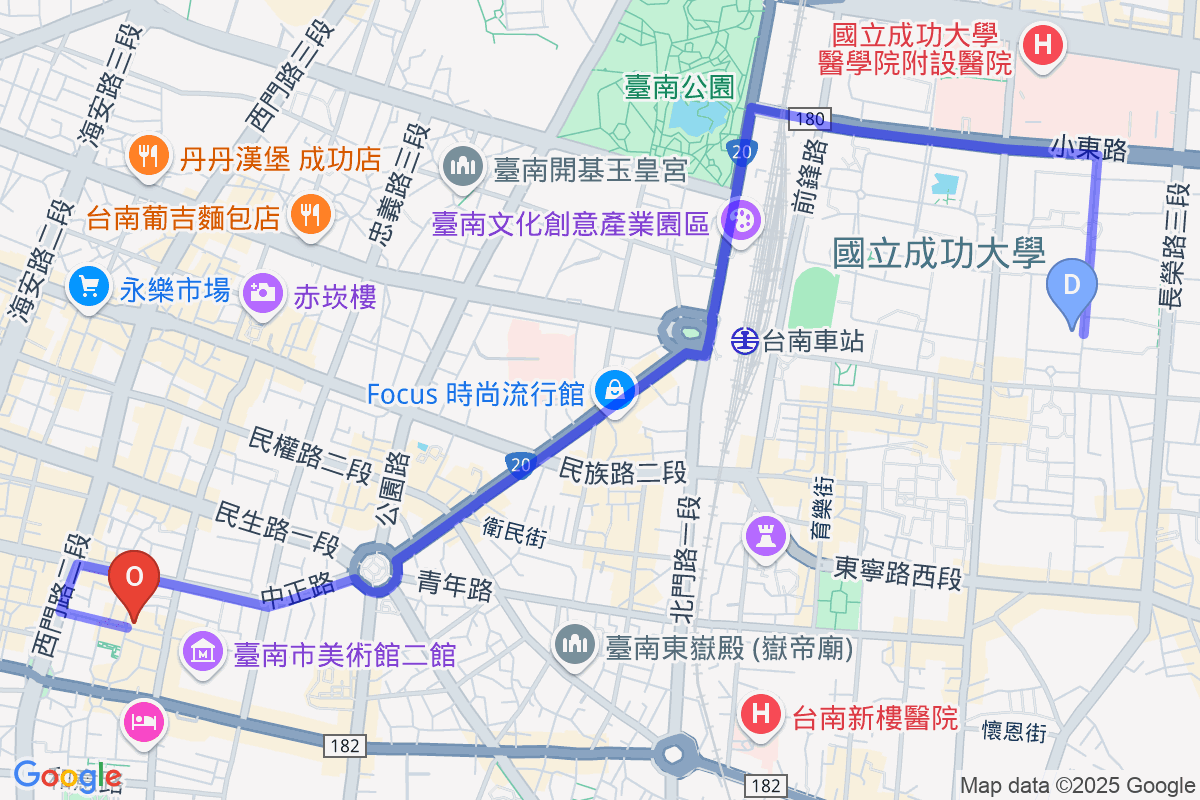 國立成功大學
醫學院附設醫院
H
海安路三段
西門路三段
臺南公園
180
小東路
丹丹漢堡 成功店
忠義路三段
臺南開基玉皇宮
20
前鋒路
台南葡吉麵包店
臺南文化創意產業園區
長榮路三段
海安路二段
國立成功大學
D
永樂市場
赤崁樓
台南車站
Focus 時尚流行館
民權路二段
公園路
20
民族路二段
育樂街
民生路一段
衛民街
北門路一段
西門路二段
O
中正路
青年路
東寧路西段
臺南市美術館二館
臺南東嶽殿 (嶽帝廟)
H
台南新樓醫院
懷恩街
182
182
Google
Map data ©2025 Google